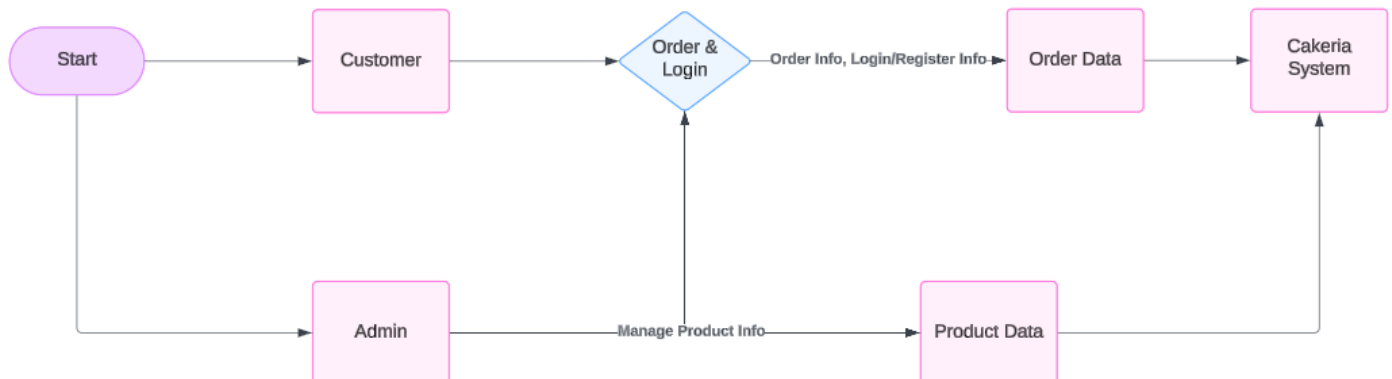 Start
Customer
Order &
Login
Order Info, Login/Register Info
Order Data
Cakeria
System
Admin
Manage Product Info
Product Data